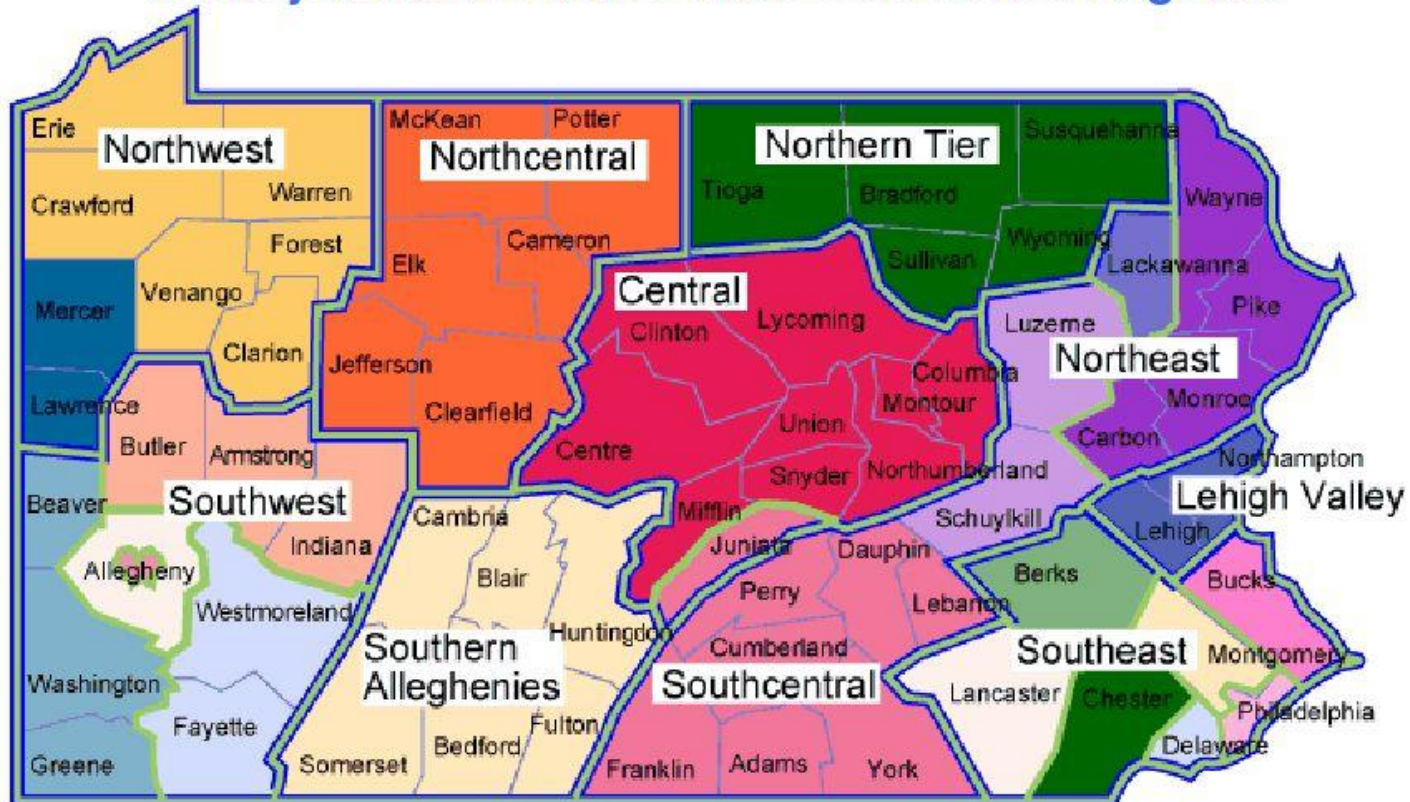 McKean
Potter
Erie
Northwest
Northcentral
Northern Tier
Susquehanna
Crawford
Warren
Tioga
Bradford
Wayne
Forest
Cameron
Wyoming
Elk
Sullivan
Lackawanna
Mercer
Venango
Central
Pike
Clinton
Lycoming
Luzerne
Clarion
Northeast
Jefferson
Columbia
Lawrence
Clearfield
Montour
Monroe
Butler
Armstrong
Union
Carbon
Centre
Snyder
Northumberland
Northampton
Beaver
Southwest
Cambria
Mifflin
Schuylkill
Lehigh Valley
Indiana
Juniata
Dauphin
Lehigh
Allegheny
Blair
Perry
Berks
Bucks
Westmoreland
Lebanon
Huntingdon
Southern
Alleghenies
Cumberland
Southeast
Montgomery
Washington
Southcentral
Lancaster
Chester
Fayette
Fulton
Philadelphia
Bedford
Delaware
Greene
Somerset
Franklin
Adams
York